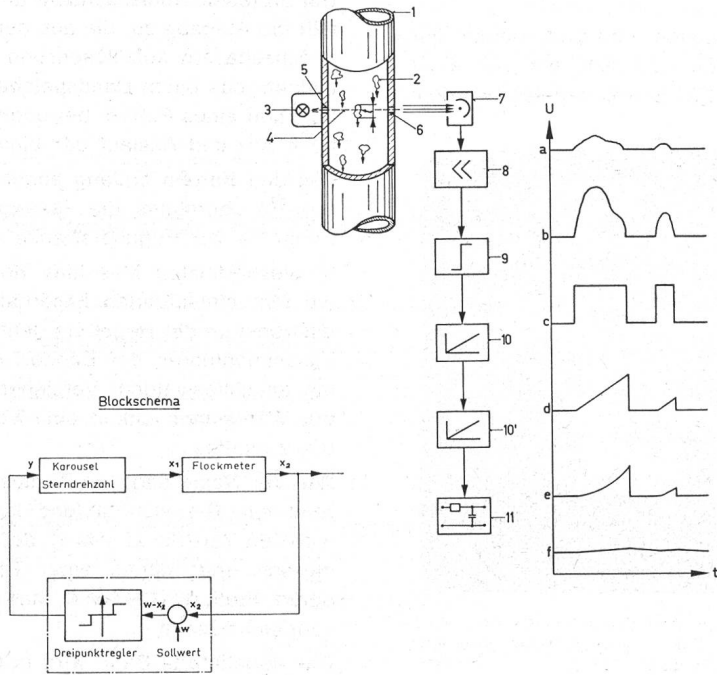 1
2
3
4
5
6
7
8
9
10
10'
11
U
a
b
c
d
e
f
t
Blockschema
y
Karousel
Sterndrehzahl
x₁
Flockmeter
x₂
w-x₂
x₂
w
Dreipunktregler
Sollwert